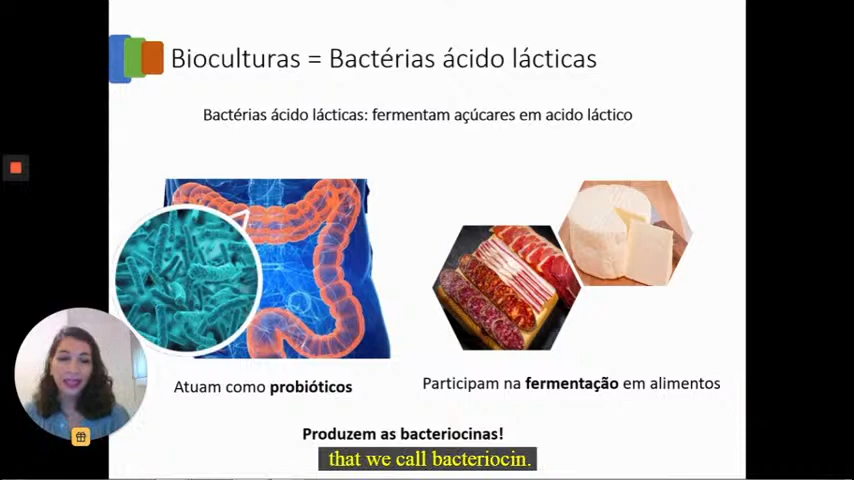 Bioculturas = Bactérias ácido lácticas
Bactérias ácido lácticas: fermentam açúcares em acido láctico
Atuam como probióticos
Participam na fermentação em alimentos
Produzem as bacteriocinas!
that we call bacteriocin.